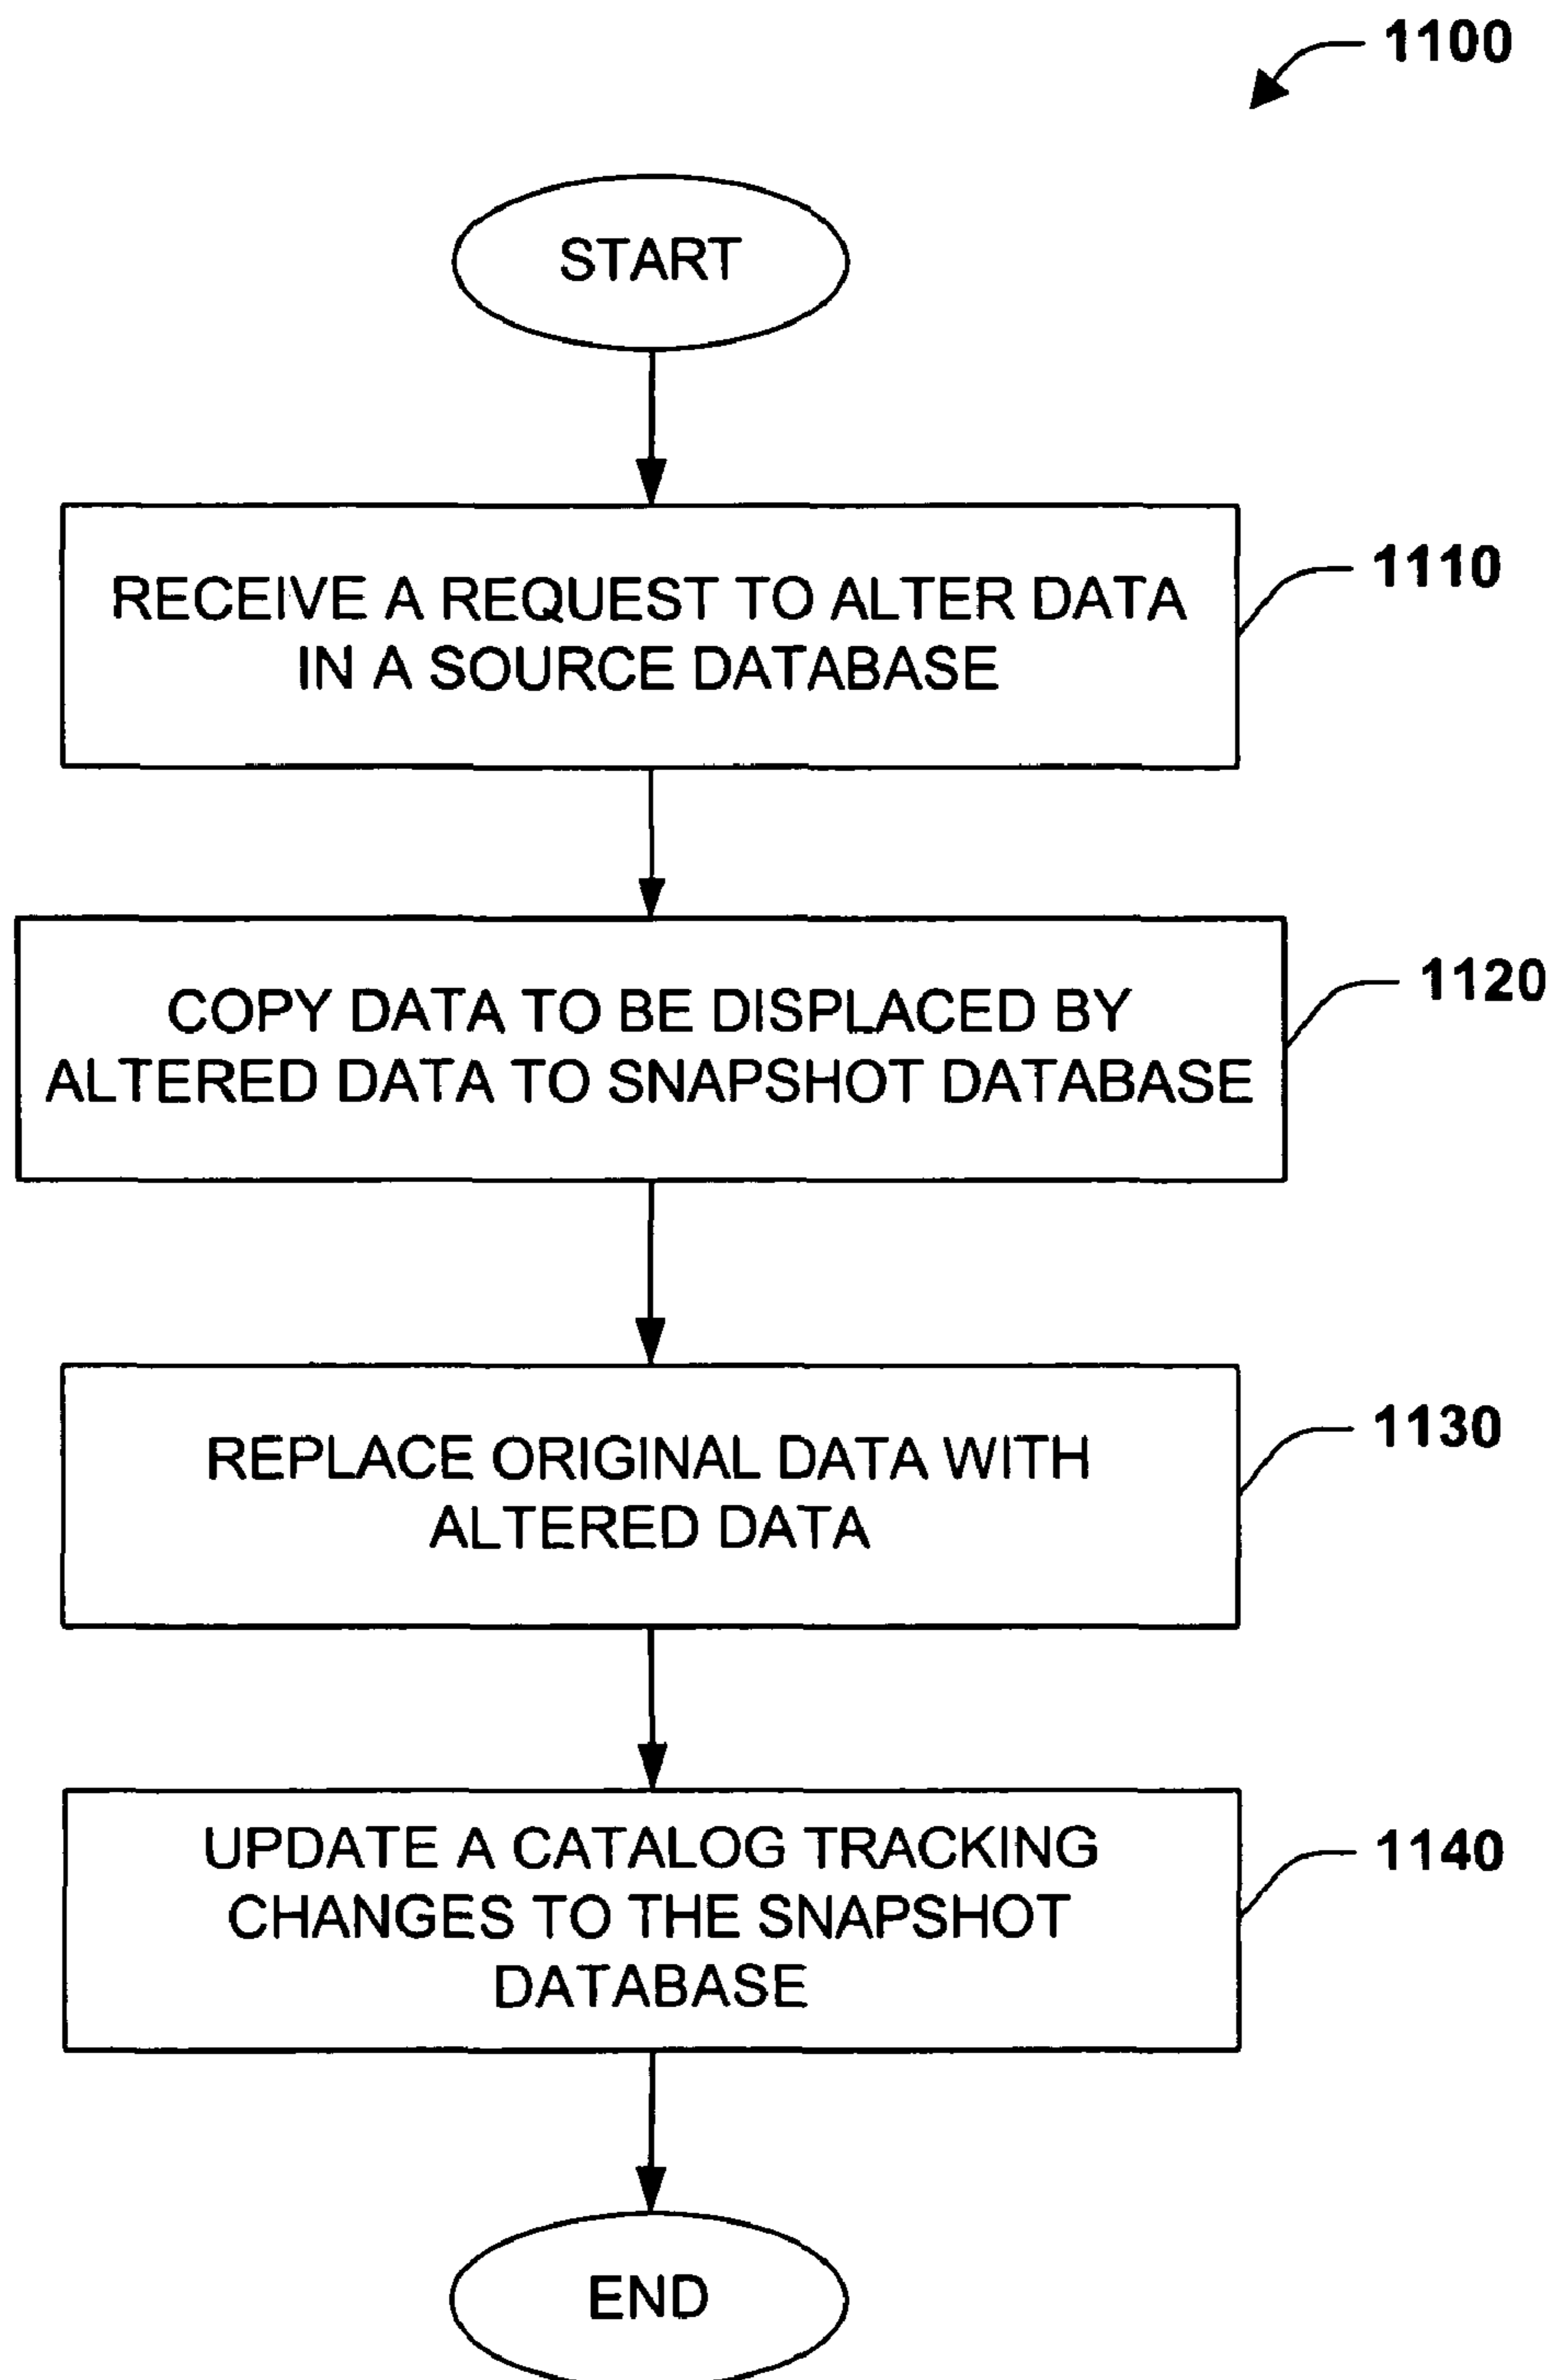 1100
START
RECEIVE A REQUEST TO ALTER DATA
IN A SOURCE DATABASE
1110
COPY DATA TO BE DISPLACED BY
ALTERED DATA TO SNAPSHOT DATABASE
1120
REPLACE ORIGINAL DATA WITH
ALTERED DATA
1130
UPDATE A CATALOG TRACKING
CHANGES TO THE SNAPSHOT
DATABASE
1140
END